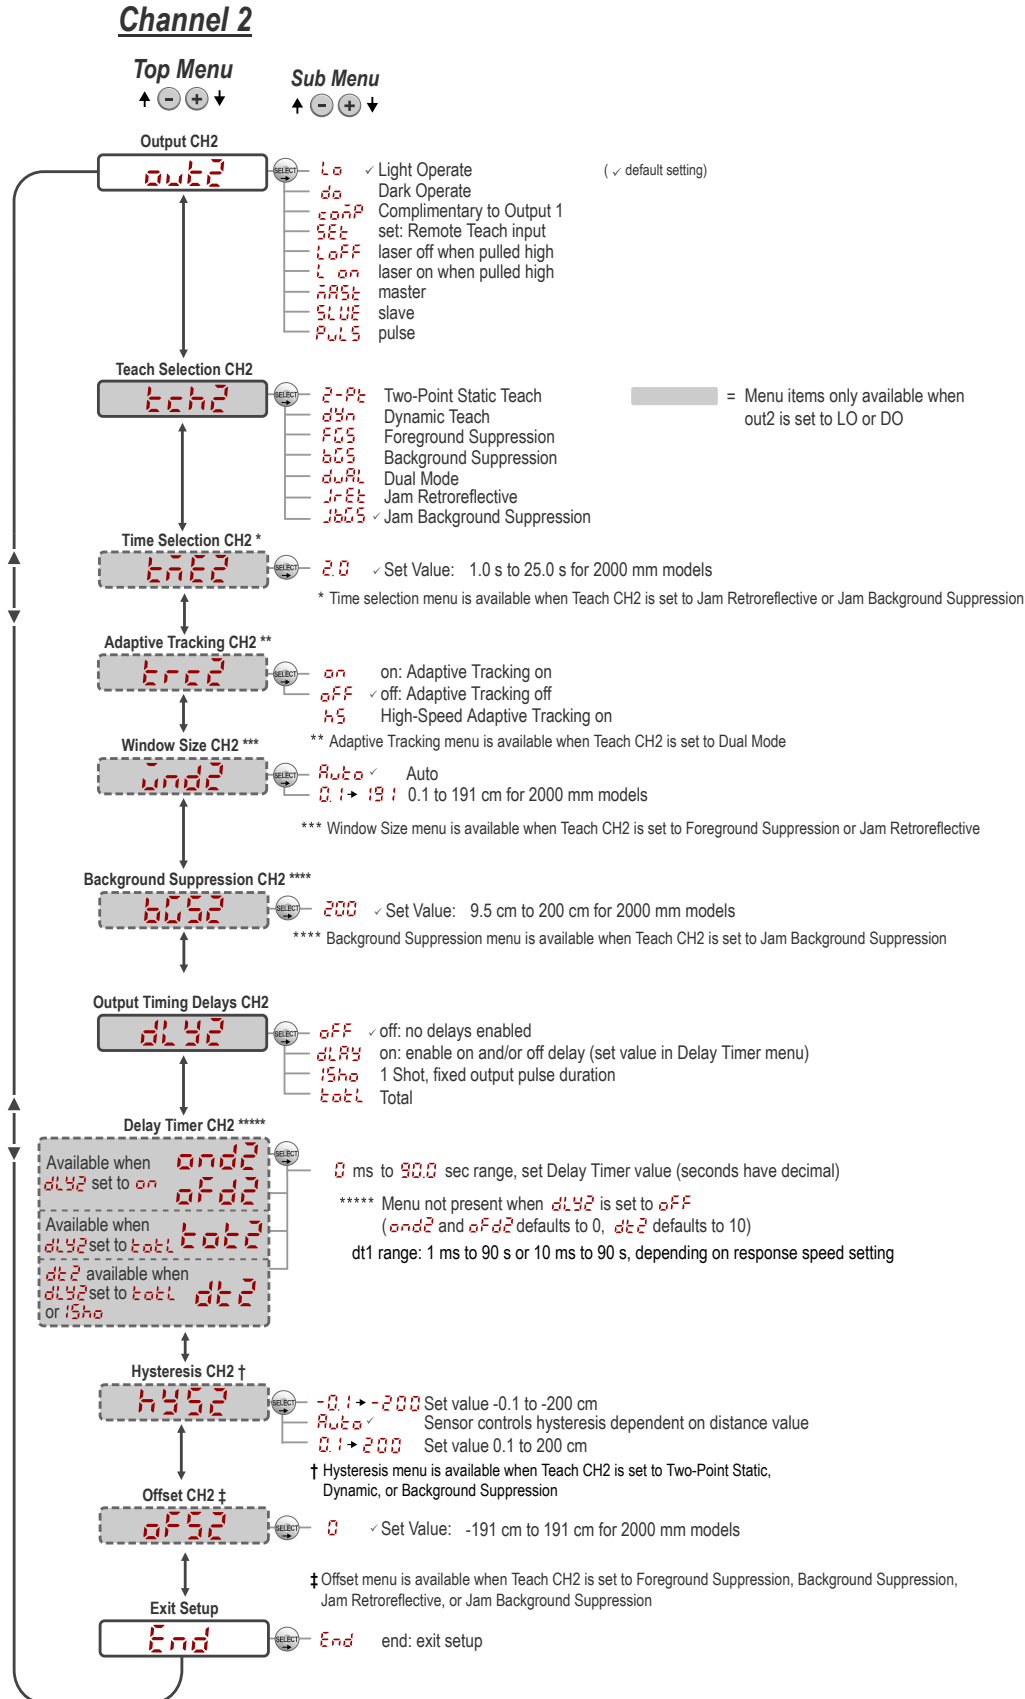 Channel 2
Top Menu
Sub Menu
- +
- +
Output CH2
out2
SELECT
Lo ✓ Light Operate
( ✓ default setting)
do Dark Operate
comP Complimentary to Output 1
SEt set: Remote Teach input
LoFF laser off when pulled high
L on laser on when pulled high
mASt master
SLVE slave
PuLS pulse
Teach Selection CH2
tch2
SELECT
2-Pt Two-Point Static Teach
dYn Dynamic Teach
FGS Foreground Suppression
bGS Background Suppression
duAL Dual Mode
JrEt Jam Retroreflective
JbGS ✓ Jam Background Suppression
= Menu items only available when
out2 is set to LO or DO
Time Selection CH2 *
tmE2
SELECT
2.0 ✓ Set Value: 1.0 s to 25.0 s for 2000 mm models
* Time selection menu is available when Teach CH2 is set to Jam Retroreflective or Jam Background Suppression
Adaptive Tracking CH2 **
trc2
SELECT
on on: Adaptive Tracking on
oFF ✓ off: Adaptive Tracking off
hS High-Speed Adaptive Tracking on
** Adaptive Tracking menu is available when Teach CH2 is set to Dual Mode
Window Size CH2 ***
wnd2
SELECT
Auto ✓ Auto
0.1 → 191 0.1 to 191 cm for 2000 mm models
*** Window Size menu is available when Teach CH2 is set to Foreground Suppression or Jam Retroreflective
Background Suppression CH2 ****
bGS2
SELECT
200 ✓ Set Value: 9.5 cm to 200 cm for 2000 mm models
**** Background Suppression menu is available when Teach CH2 is set to Jam Background Suppression
Output Timing Delays CH2
dLY2
SELECT
oFF ✓ off: no delays enabled
dLAY on: enable on and/or off delay (set value in Delay Timer menu)
1Sho 1 Shot, fixed output pulse duration
totL Total
Delay Timer CH2 *****
Available when
dLY2 set to on
ond2
oFd2
SELECT
Available when
dLY2 set to totL
tot2
dt2 available when
dLY2 set to totL
or 1Sho
dt2
0 ms to 90.0 sec range, set Delay Timer value (seconds have decimal)
***** Menu not present when dLY2 is set to oFF
(ond2 and oFd2 defaults to 0, dt2 defaults to 10)
dt1 range: 1 ms to 90 s or 10 ms to 90 s, depending on response speed setting
Hysteresis CH2 †
hYS2
SELECT
-0.1 → -200 Set value -0.1 to -200 cm
Auto ✓ Sensor controls hysteresis dependent on distance value
0.1 → 200 Set value 0.1 to 200 cm
† Hysteresis menu is available when Teach CH2 is set to Two-Point Static,
Dynamic, or Background Suppression
Offset CH2 ‡
oFS2
SELECT
0 ✓ Set Value: -191 cm to 191 cm for 2000 mm models
‡ Offset menu is available when Teach CH2 is set to Foreground Suppression, Background Suppression,
Jam Retroreflective, or Jam Background Suppression
Exit Setup
End
SELECT
End end: exit setup